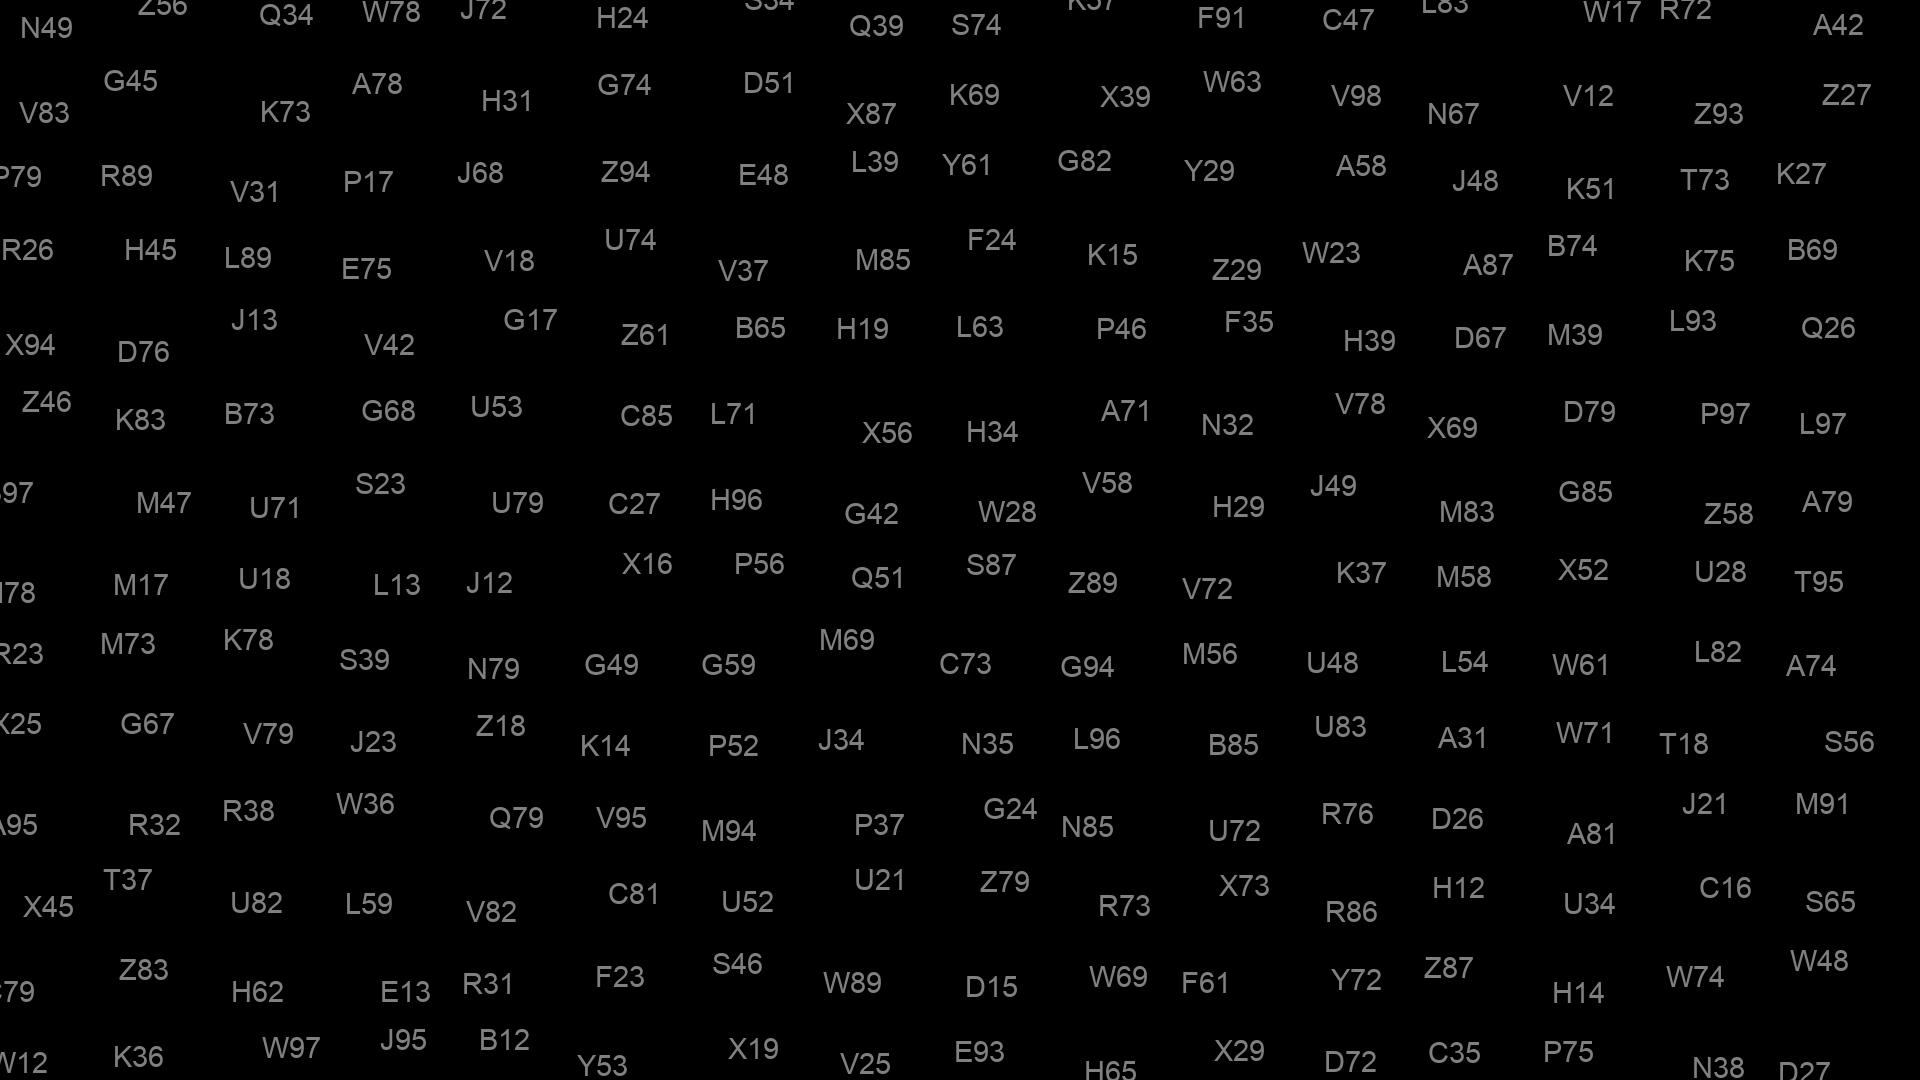 N49 Z56 Q34 W78 J72 H24 S34 Q39 S74 K57 F91 C47 L83 W17 R72 A42
V83 G45 K73 A78 H31 G74 D51 X87 K69 X39 W63 V98 N67 V12 Z93 Z27
P79 R89 V31 P17 J68 Z94 E48 L39 Y61 G82 Y29 A58 J48 K51 T73 K27
R26 H45 L89 E75 V18 U74 V37 M85 F24 K15 Z29 W23 A87 B74 K75 B69
X94 D76 J13 V42 G17 Z61 B65 H19 L63 P46 F35 H39 D67 M39 L93 Q26
Z46 K83 B73 G68 U53 C85 L71 X56 H34 A71 N32 V78 X69 D79 P97 L97
M47 U71 S23 U79 C27 H96 G42 W28 V58 H29 J49 M83 G85 Z58 A79
M17 U18 L13 J12 X16 P56 Q51 S87 Z89 V72 K37 M58 X52 U28 T95
R23 M73 K78 S39 N79 G49 G59 M69 C73 G94 M56 U48 L54 W61 L82 A74
X25 G67 V79 J23 Z18 K14 P52 J34 N35 L96 B85 U83 A31 W71 T18 S56
A95 R32 R38 W36 Q79 V95 M94 P37 G24 N85 U72 R76 D26 A81 J21 M91
X45 T37 U82 L59 V82 C81 U52 U21 Z79 R73 X73 R86 H12 U34 C16 S65
Z83 H62 E13 R31 F23 S46 W89 D15 W69 F61 Y72 Z87 H14 W74 W48
W12 K36 W97 J95 B12 Y53 X19 V25 E93 H65 X29 D72 C35 P75 N38 D27